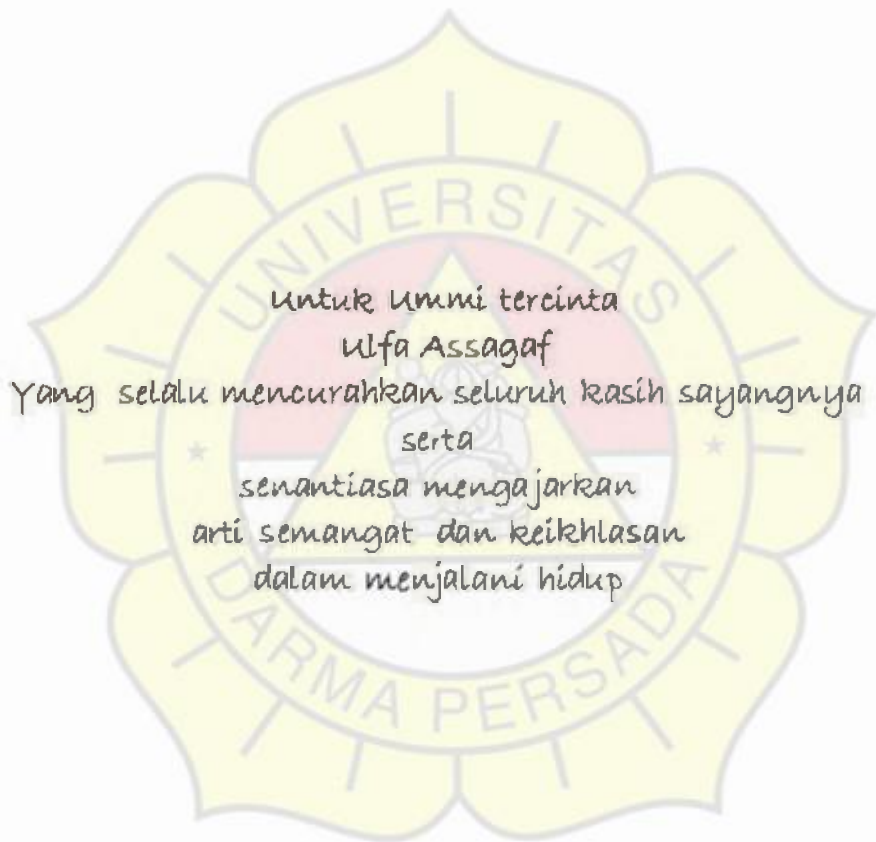 UNIVERSITAS
Untuk Ummi tercinta
Ulfa Assagaf
Yang selalu mencurahkan seluruh kasih sayangnya
serta
senantiasa mengajarkan
arti semangat dan keikhlasan
dalam menjalani hidup
DARMA PERSADA